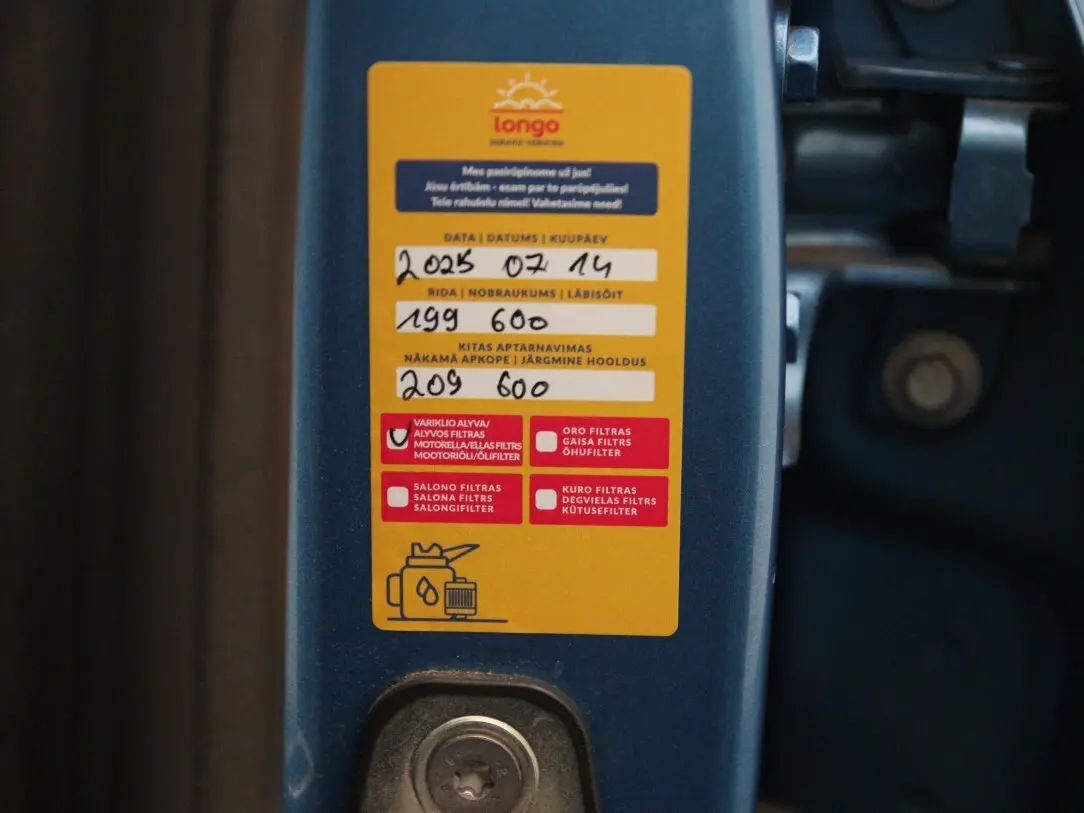 longo
Mes pasirūpinome už jus!
Jūsu ērtībām - esam par to parūpējušies!
Teie rahulolu nimel! Vahetasime need!
DATA | DATUMS | KUUPÄEV
2025 07 14
RIDA | NOBRAUKUMS | LÄBISÕIT
199 600
KITAS APTARNAVIMAS
NĀKAMĀ APKOPE | JÄRGMINE HOOLDUS
209 600
VARIKLIO ALYVA/
ALYVOS FILTRAS
MOTOREĻĻA/EĻĻAS FILTRS
MOOTORIÕLI/ÕLIFILTER
ORO FILTRAS
GAISA FILTRS
ÕHUFILTER
SALONO FILTRAS
SALONA FILTRS
SALONGIFILTER
KURO FILTRAS
DEGVIELAS FILTRS
KÜTUSEFILTER